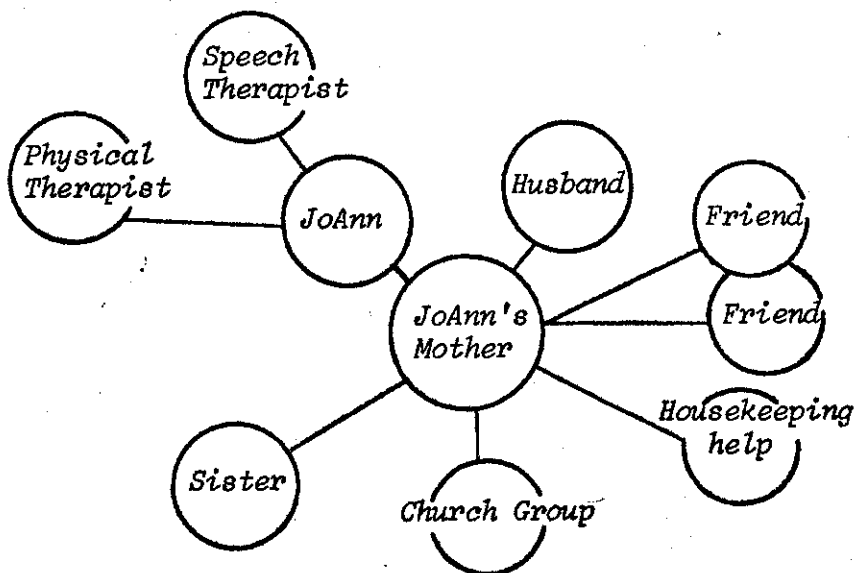 Speech
Therapist
Physical
Therapist
JoAnn
Husband
Friend
JoAnn's
Mother
Friend
Housekeeping
help
Sister
Church Group